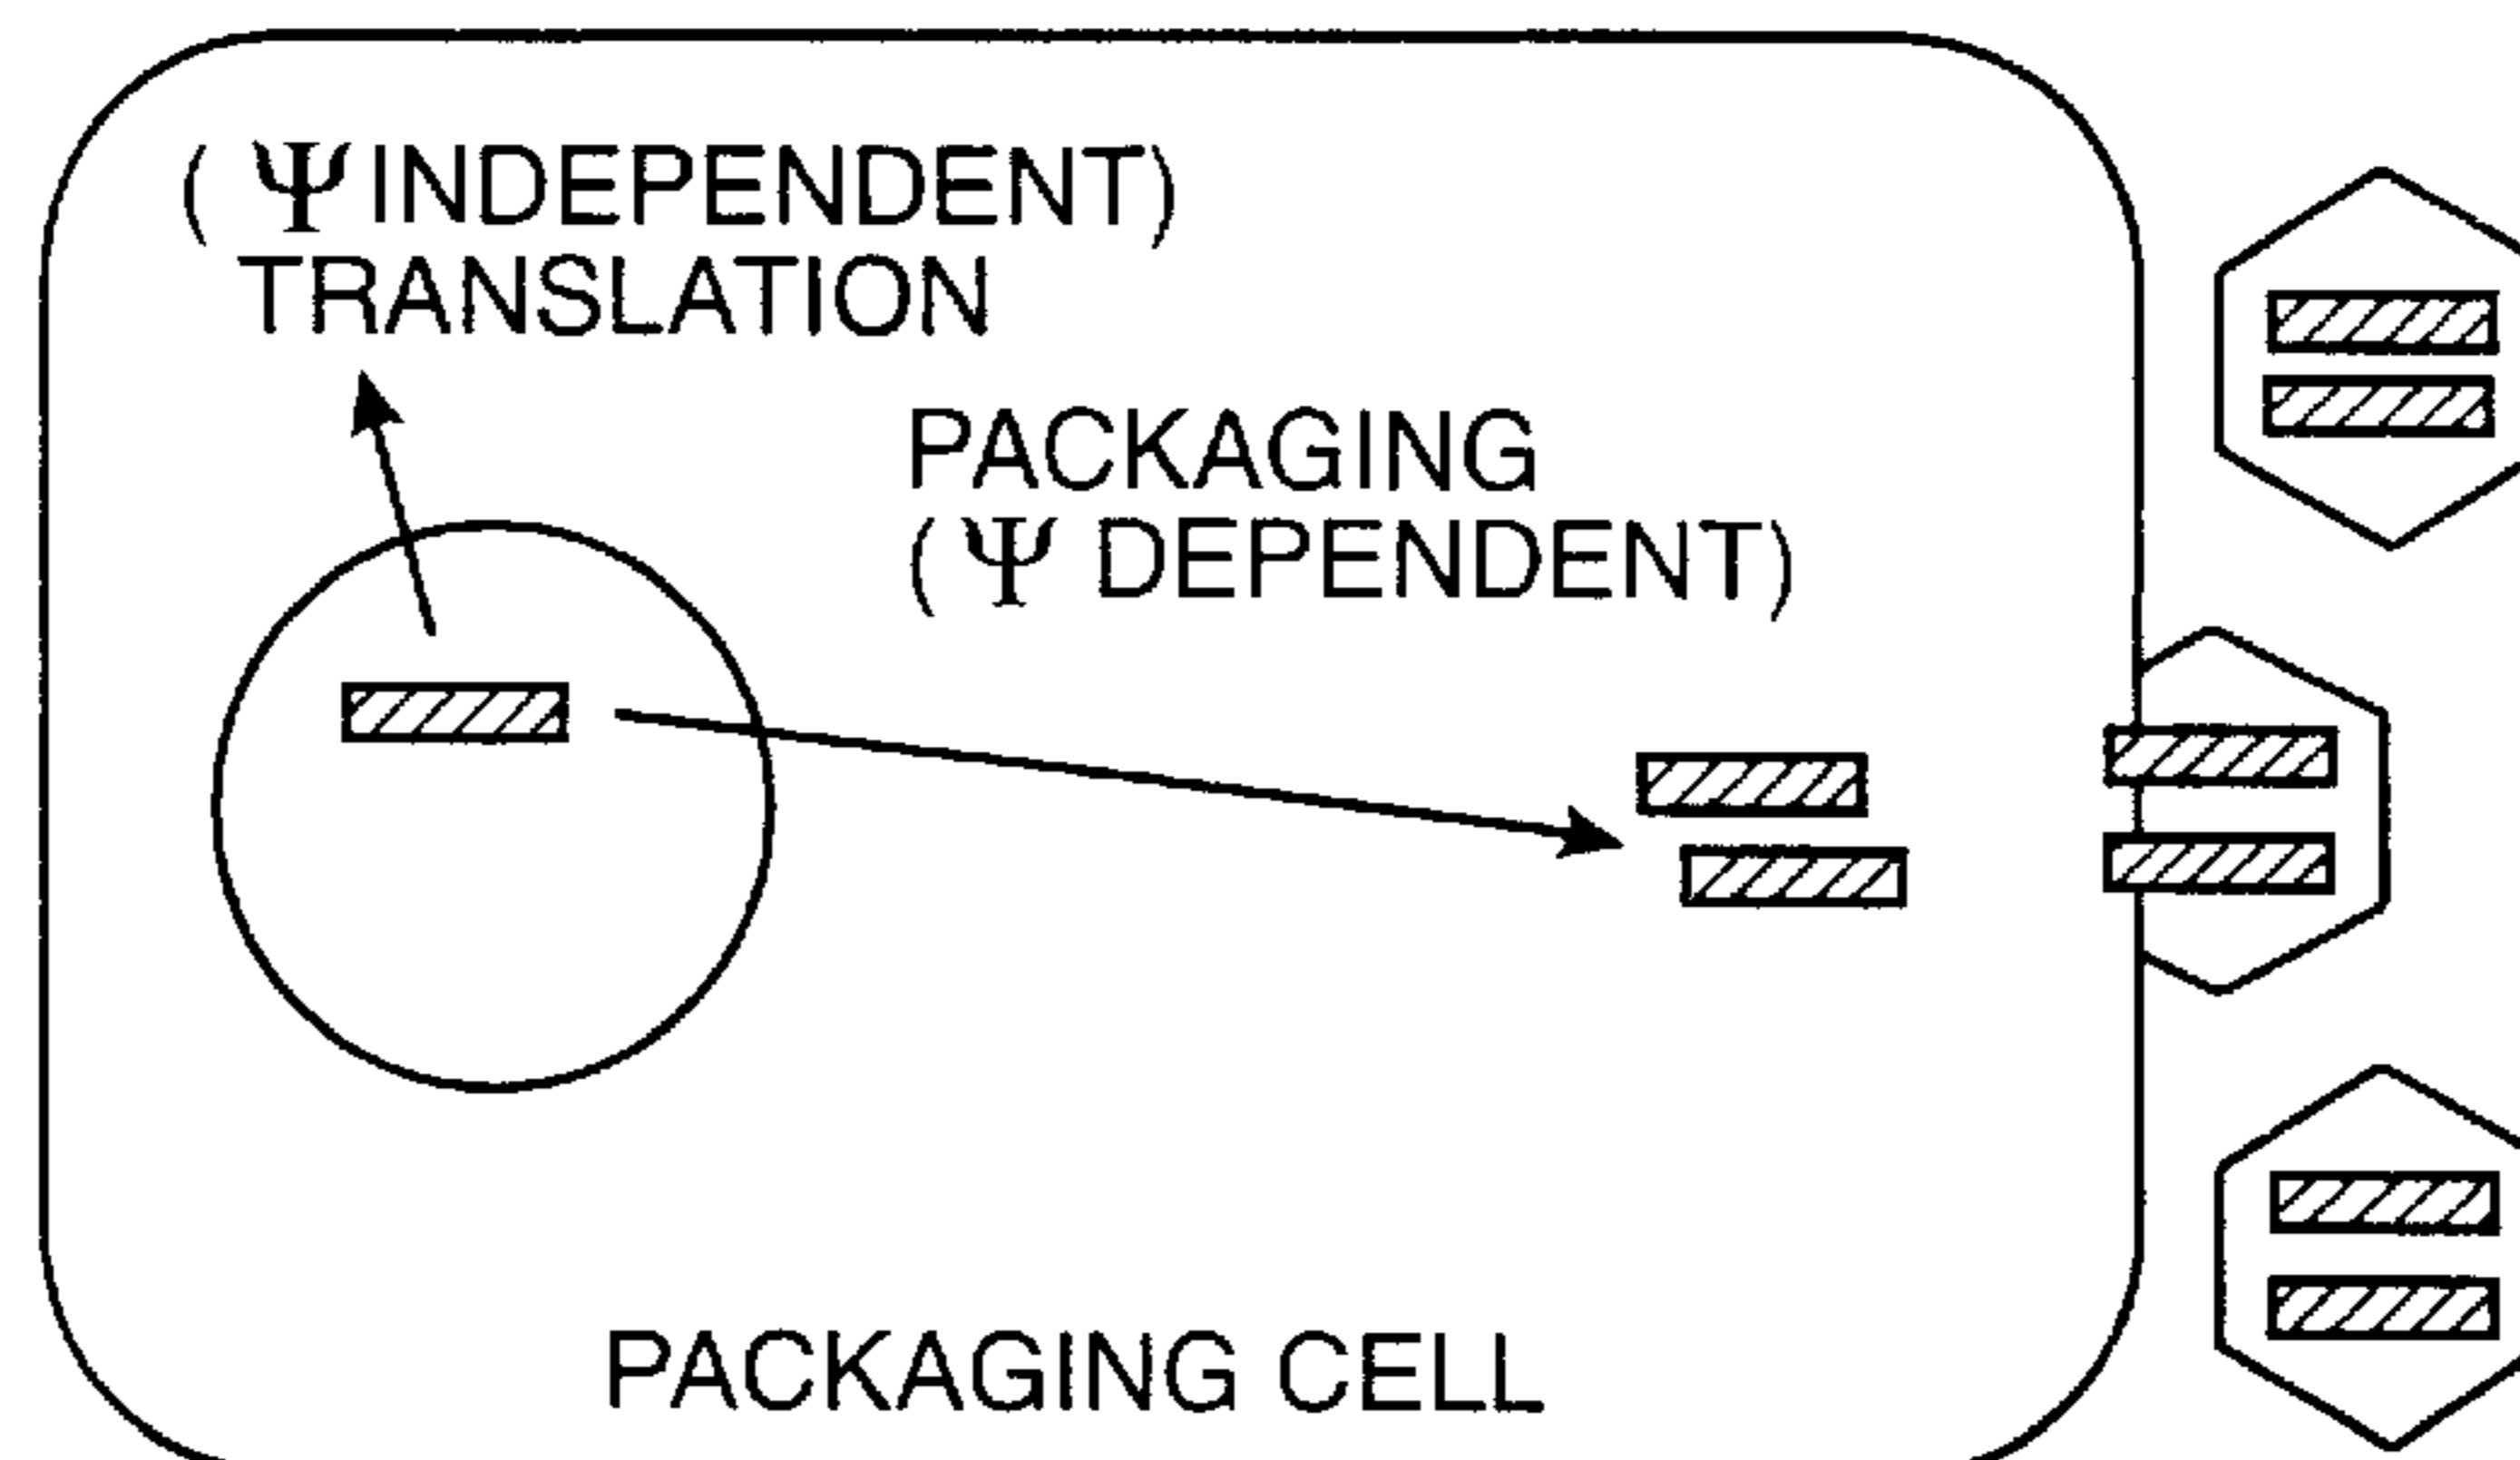 ( Ψ INDEPENDENT)
TRANSLATION
PACKAGING
( Ψ DEPENDENT)
PACKAGING CELL